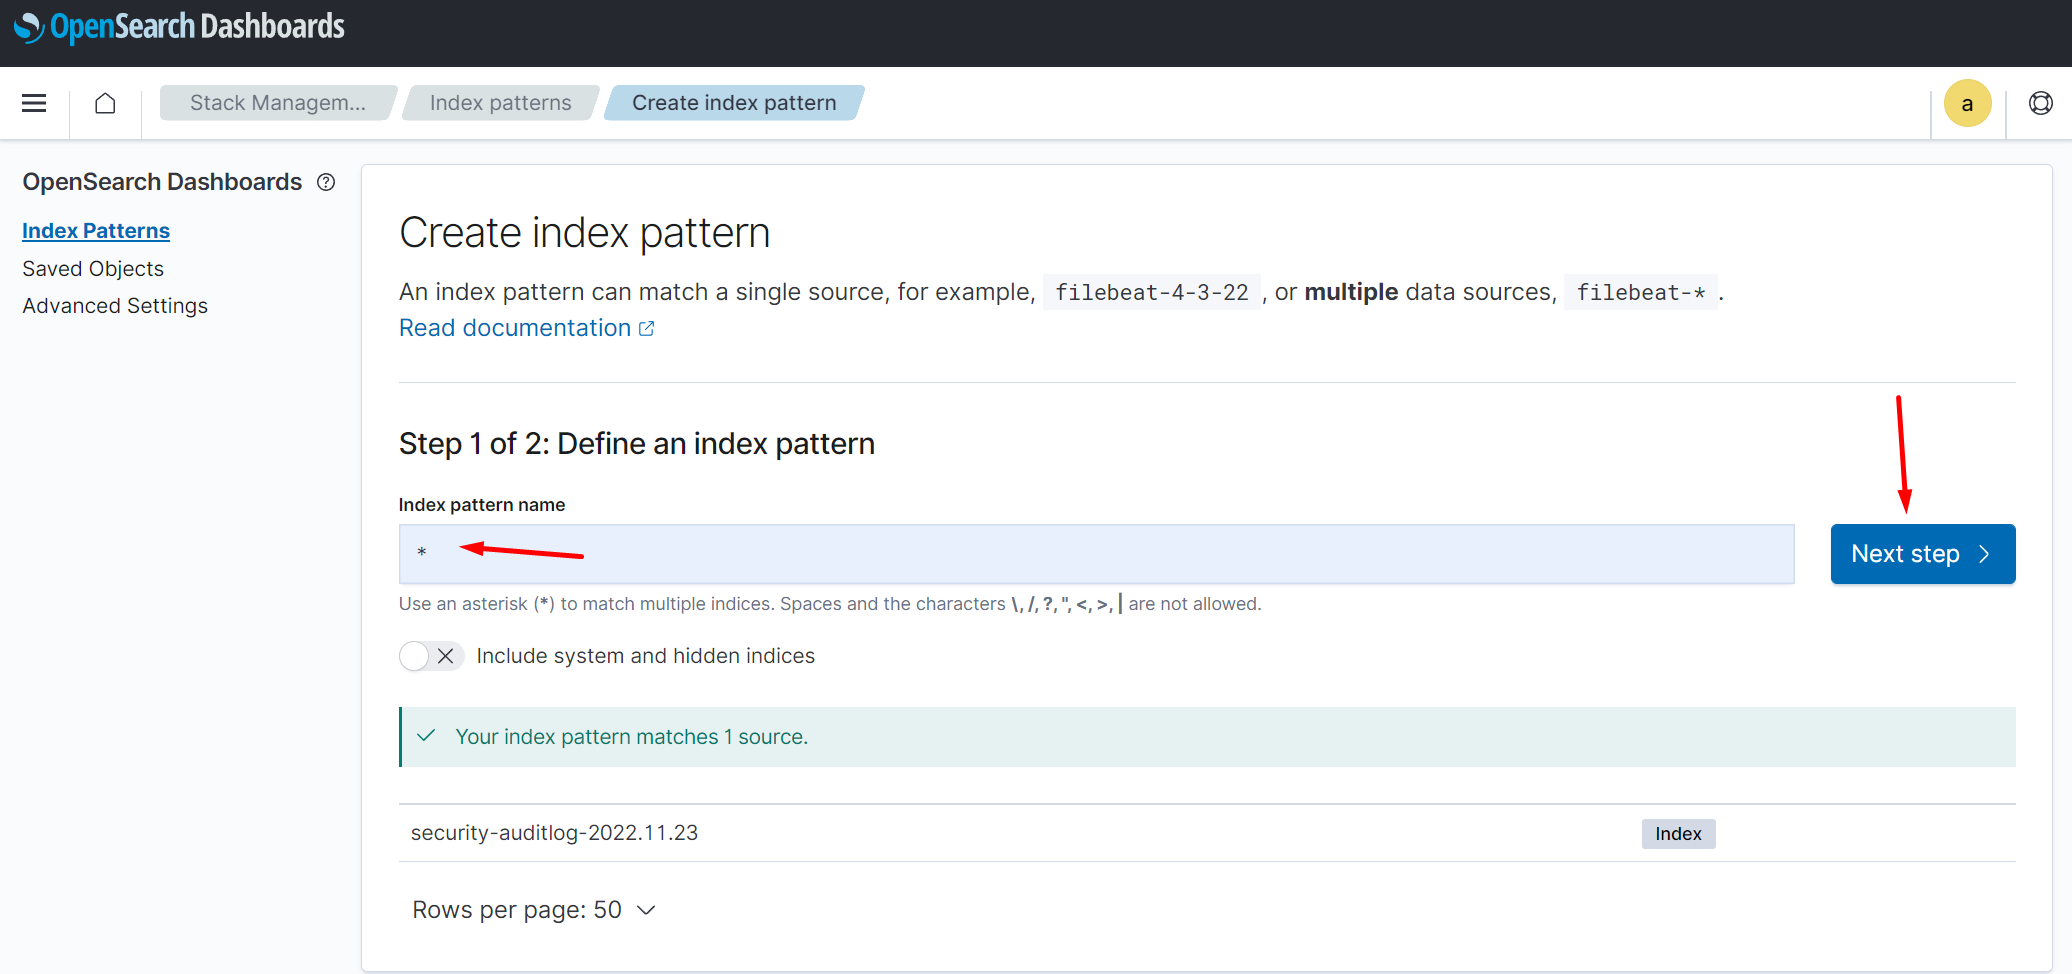 OpenSearch Dashboards
Stack Managem... Index patterns Create index pattern a
OpenSearch Dashboards
Index Patterns
Saved Objects
Advanced Settings
Create index pattern
An index pattern can match a single source, for example, filebeat-4-3-22 , or multiple data sources, filebeat-* .
Read documentation
Step 1 of 2: Define an index pattern
Index pattern name
*
Next step
Use an asterisk (*) to match multiple indices. Spaces and the characters \, /, ?, ", <, >, | are not allowed.
Include system and hidden indices
Your index pattern matches 1 source.
security-auditlog-2022.11.23 Index
Rows per page: 50